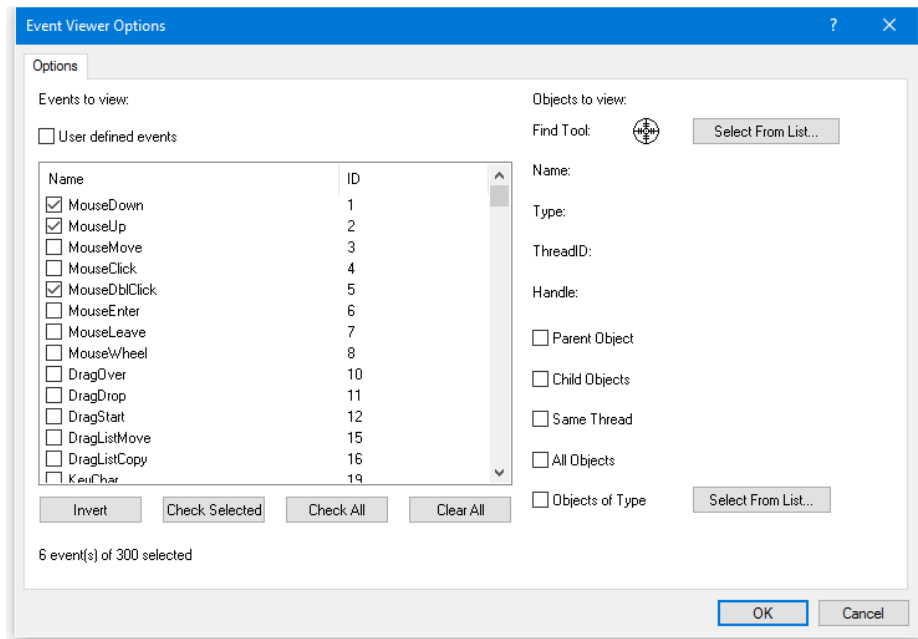 Event Viewer Options
Options
Events to view:
User defined events
Name ID
MouseDown 1
MouseUp 2
MouseMove 3
MouseClick 4
MouseDblClick 5
MouseEnter 6
MouseLeave 7
MouseWheel 8
DragOver 10
DragDrop 11
DragStart 12
DragListMove 15
DragListCopy 16
KeyChar 19
Invert Check Selected Check All Clear All
6 event(s) of 300 selected
Objects to view:
Find Tool: Select From List...
Name:
Type:
ThreadID:
Handle:
Parent Object
Child Objects
Same Thread
All Objects
Objects of Type Select From List...
OK Cancel